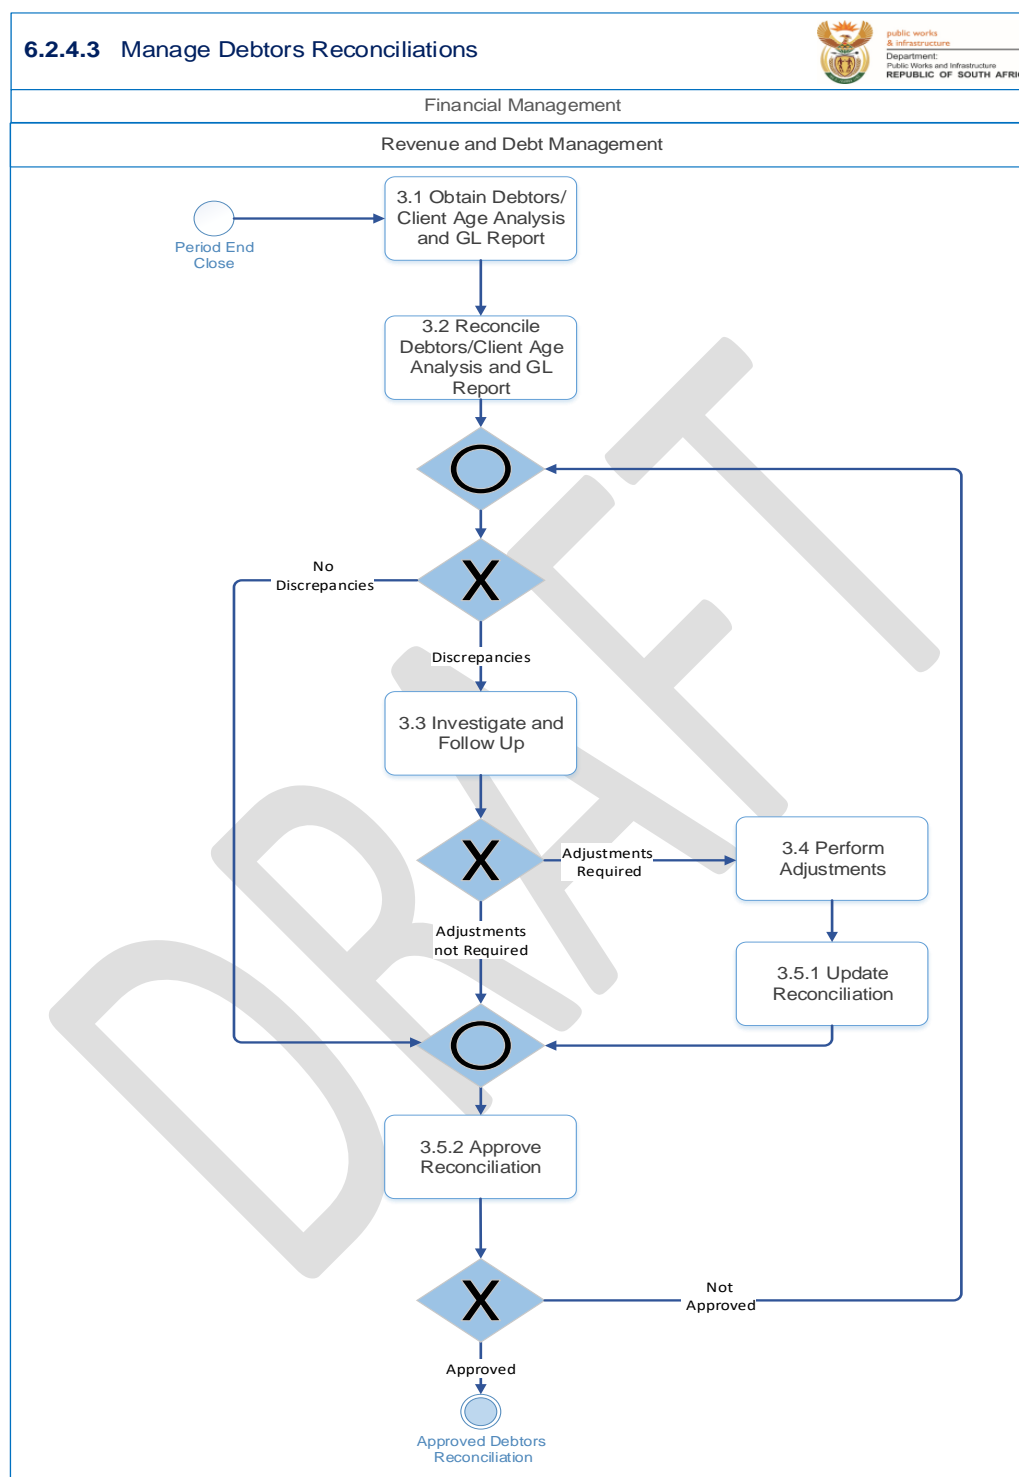 6.2.4.3 Manage Debtors Reconciliations
public works
& infrastructure
Department:
Public Works and Infrastructure
REPUBLIC OF SOUTH AFRI
Financial Management
Revenue and Debt Management
Period End
Close
3.1 Obtain Debtors/
Client Age Analysis
and GL Report
3.2 Reconcile
Debtors/Client Age
Analysis and GL
Report
X
No
Discrepancies
Discrepancies
3.3 Investigate and
Follow Up
X
Adjustments
Required
3.4 Perform
Adjustments
Adjustments
not Required
3.5.1 Update
Reconciliation
3.5.2 Approve
Reconciliation
X
Not
Approved
Approved
Approved Debtors
Reconciliation
DRAFT